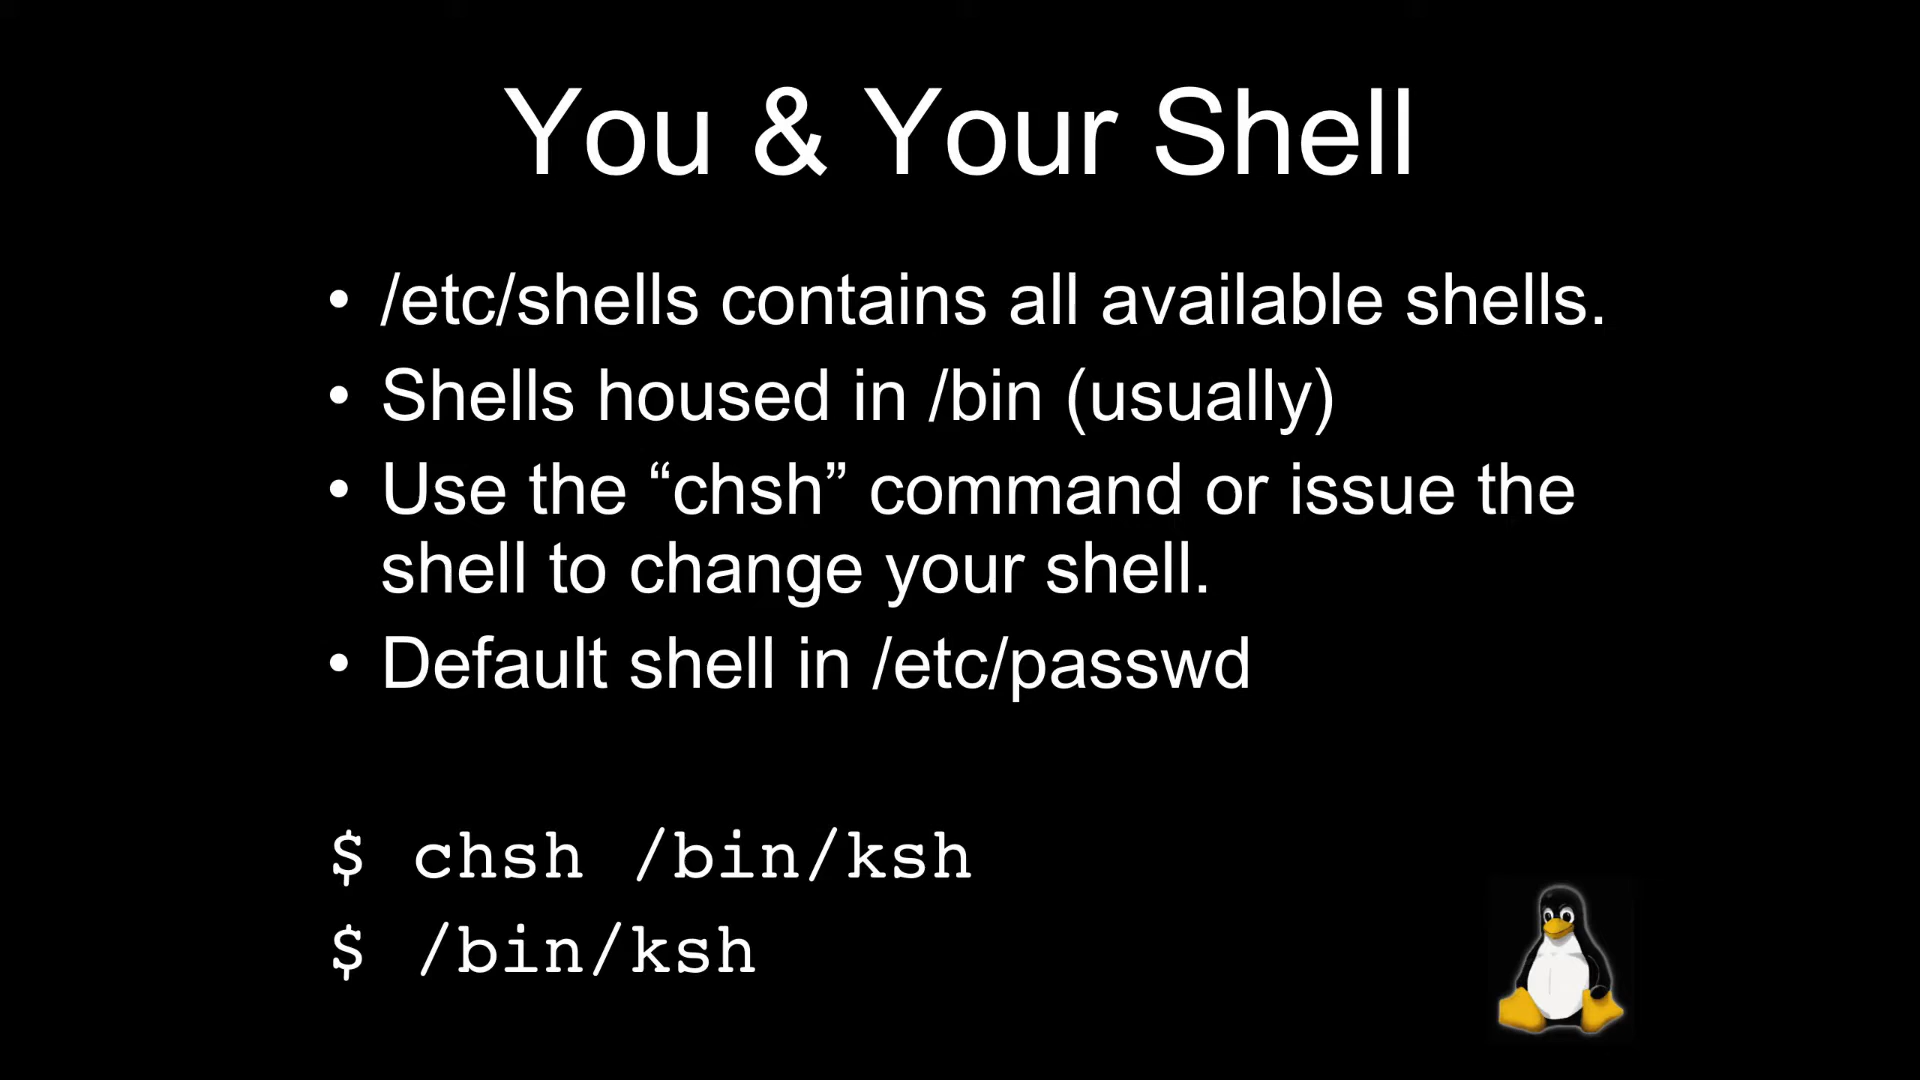 You & Your Shell
• /etc/shells contains all available shells.
• Shells housed in /bin (usually)
• Use the “chsh” command or issue the
shell to change your shell.
• Default shell in /etc/passwd
$ chsh /bin/ksh
$ /bin/ksh